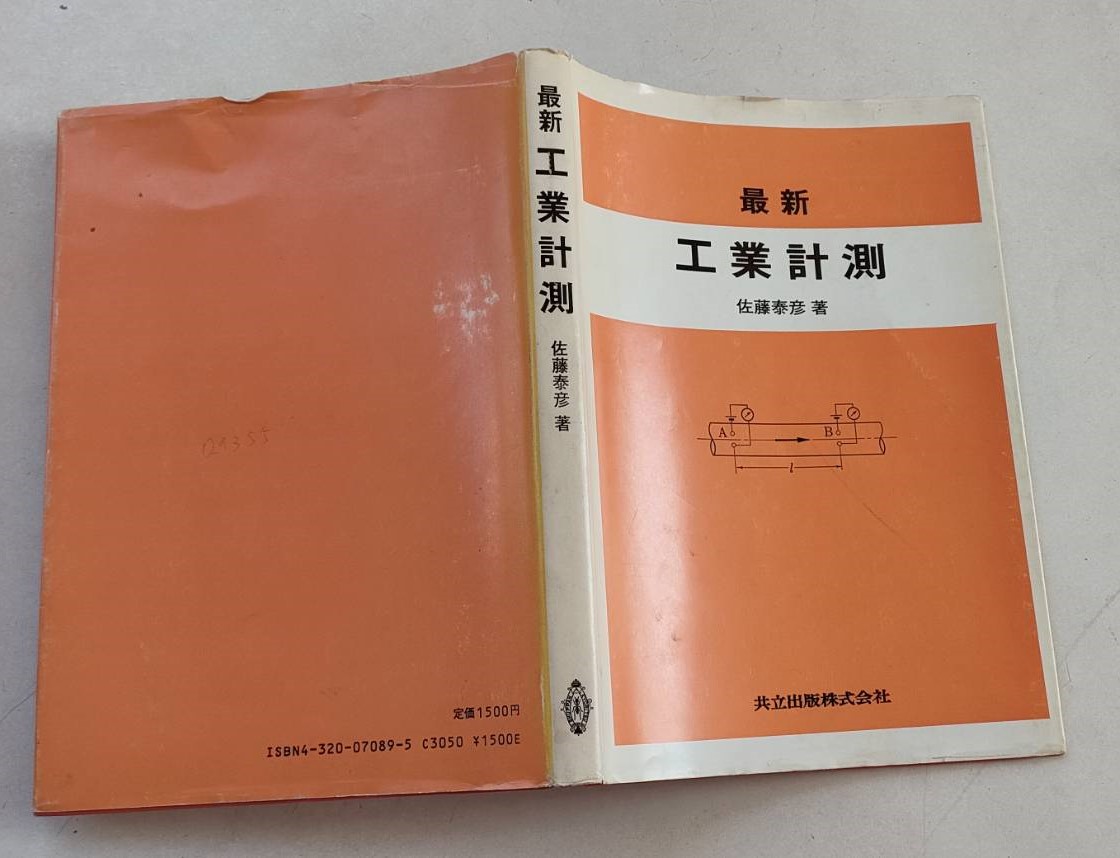 最新
工業計測
佐藤泰彦 著
A
B
l
共立出版株式会社
最新
工業計測
佐藤泰彦 著
定価1500円
ISBN4-320-07089-5 C3050 ¥1500E